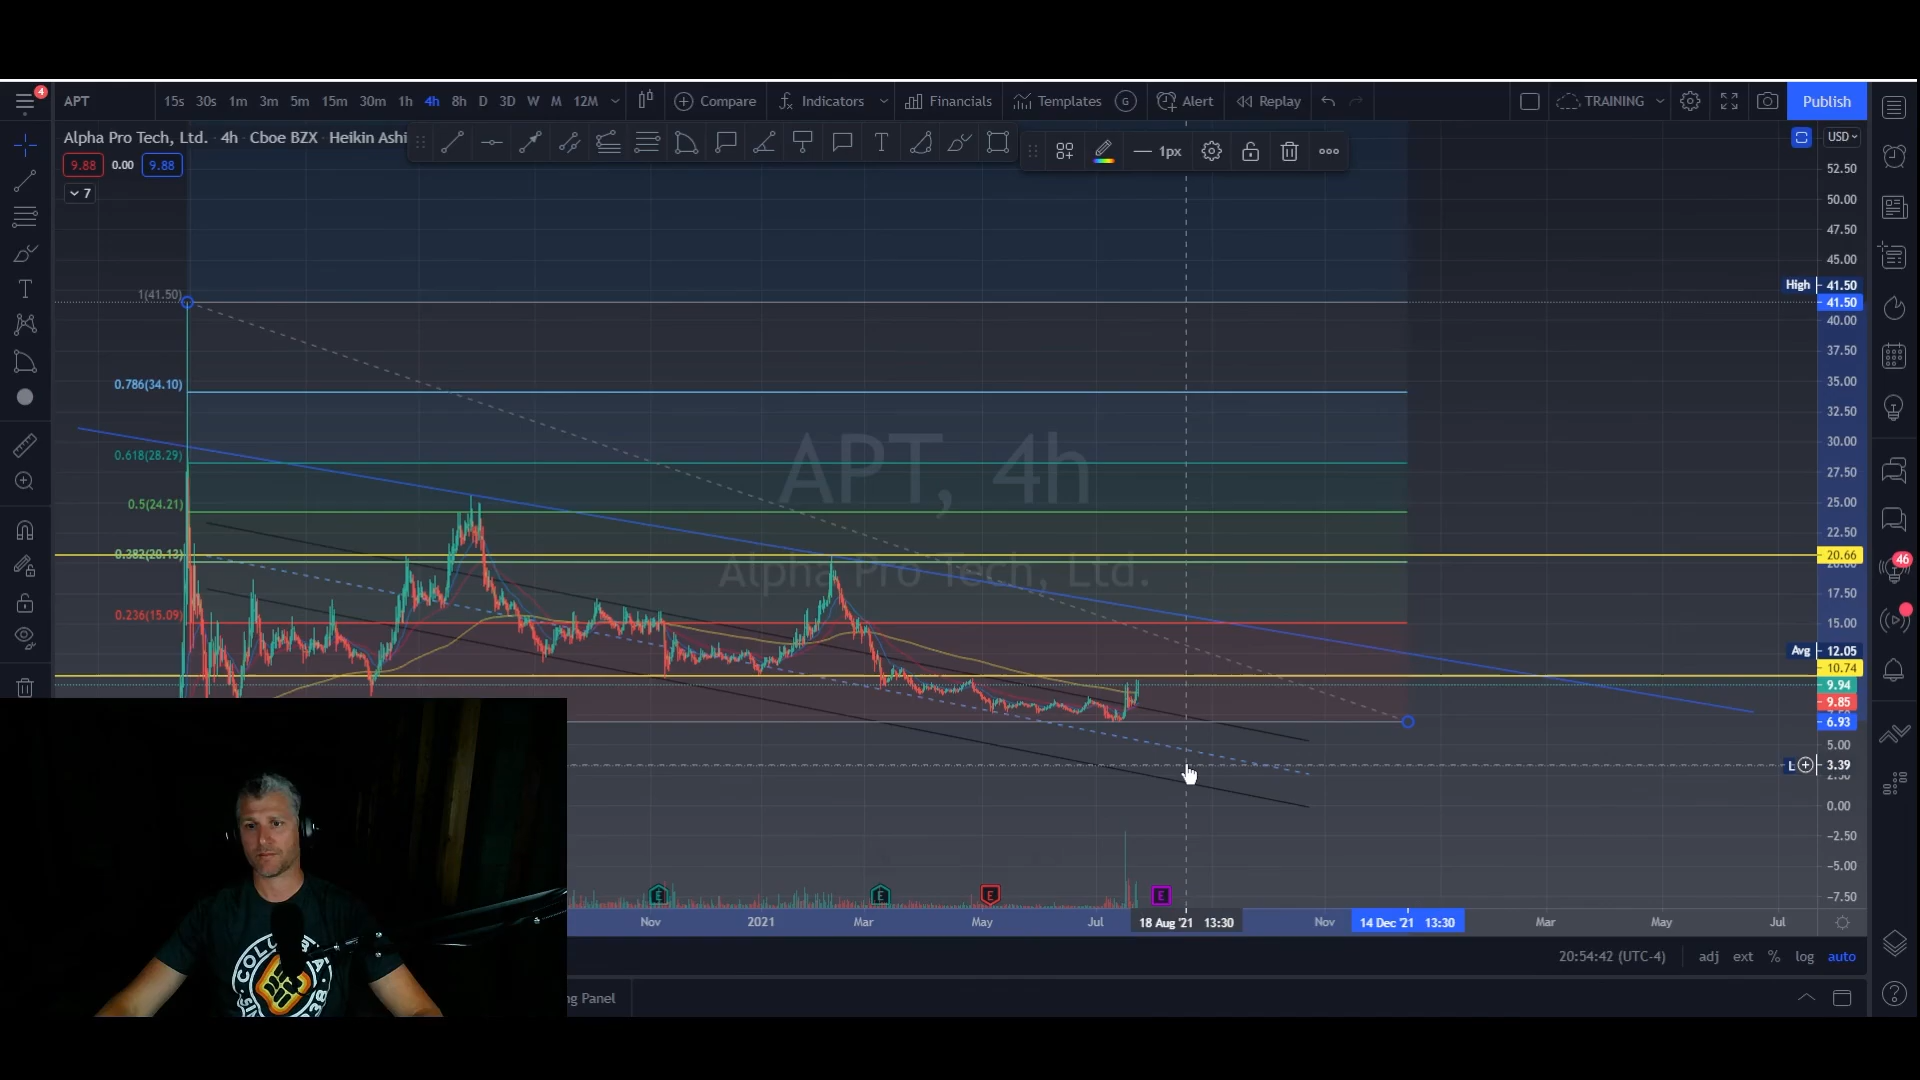 4
APT 15s 30s 1m 3m 5m 15m 30m 1h 4h 8h D 3D W M 12M Compare Indicators Financials Templates G Alert Replay TRAINING Publish
Alpha Pro Tech, Ltd. · 4h · Cboe BZX · Heikin Ashi
T 1px
USD
9.88 0.00 9.88
7
52.50
50.00
47.50
45.00
High 41.50
1(41.50) 41.50
40.00
37.50
0.786(34.10) 35.00
32.50
30.00
0.618(28.29)
APT, 4h
27.50
0.5(24.21) 25.00
22.50
0.382(20.13) 20.66
46
Alpha Pro Tech, Ltd.
17.50
0.236(15.09) 15.00
Avg 12.05
10.74
9.94
9.85
6.93
5.00
3.39
0.00
-2.50
-5.00
-7.50
E E E E
Nov 2021 Mar May Jul 18 Aug '21 13:30 Nov 14 Dec '21 13:30 Mar May Jul
20:54:42 (UTC-4) adj ext % log auto
ng Panel